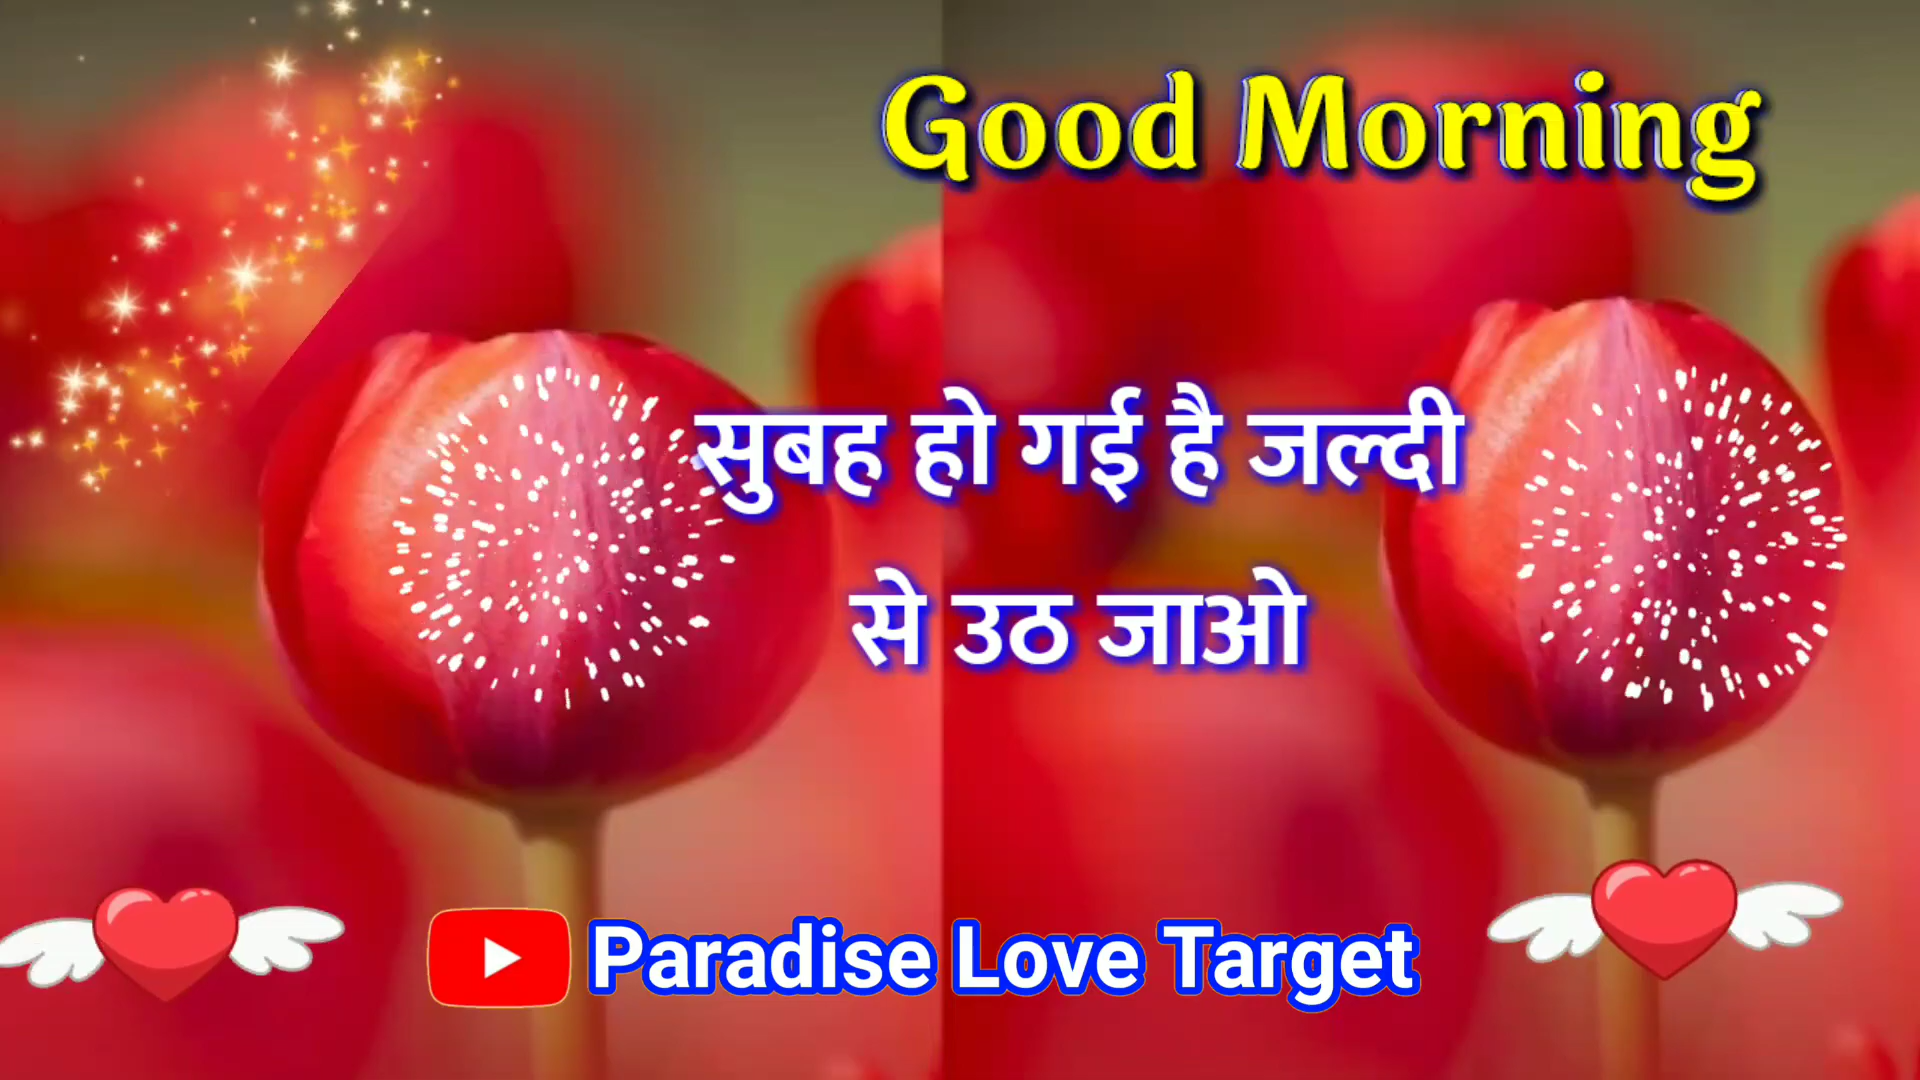 Good Morning
सुबह हो गई है जल्दी
से उठ जाओ
Paradise Love Target